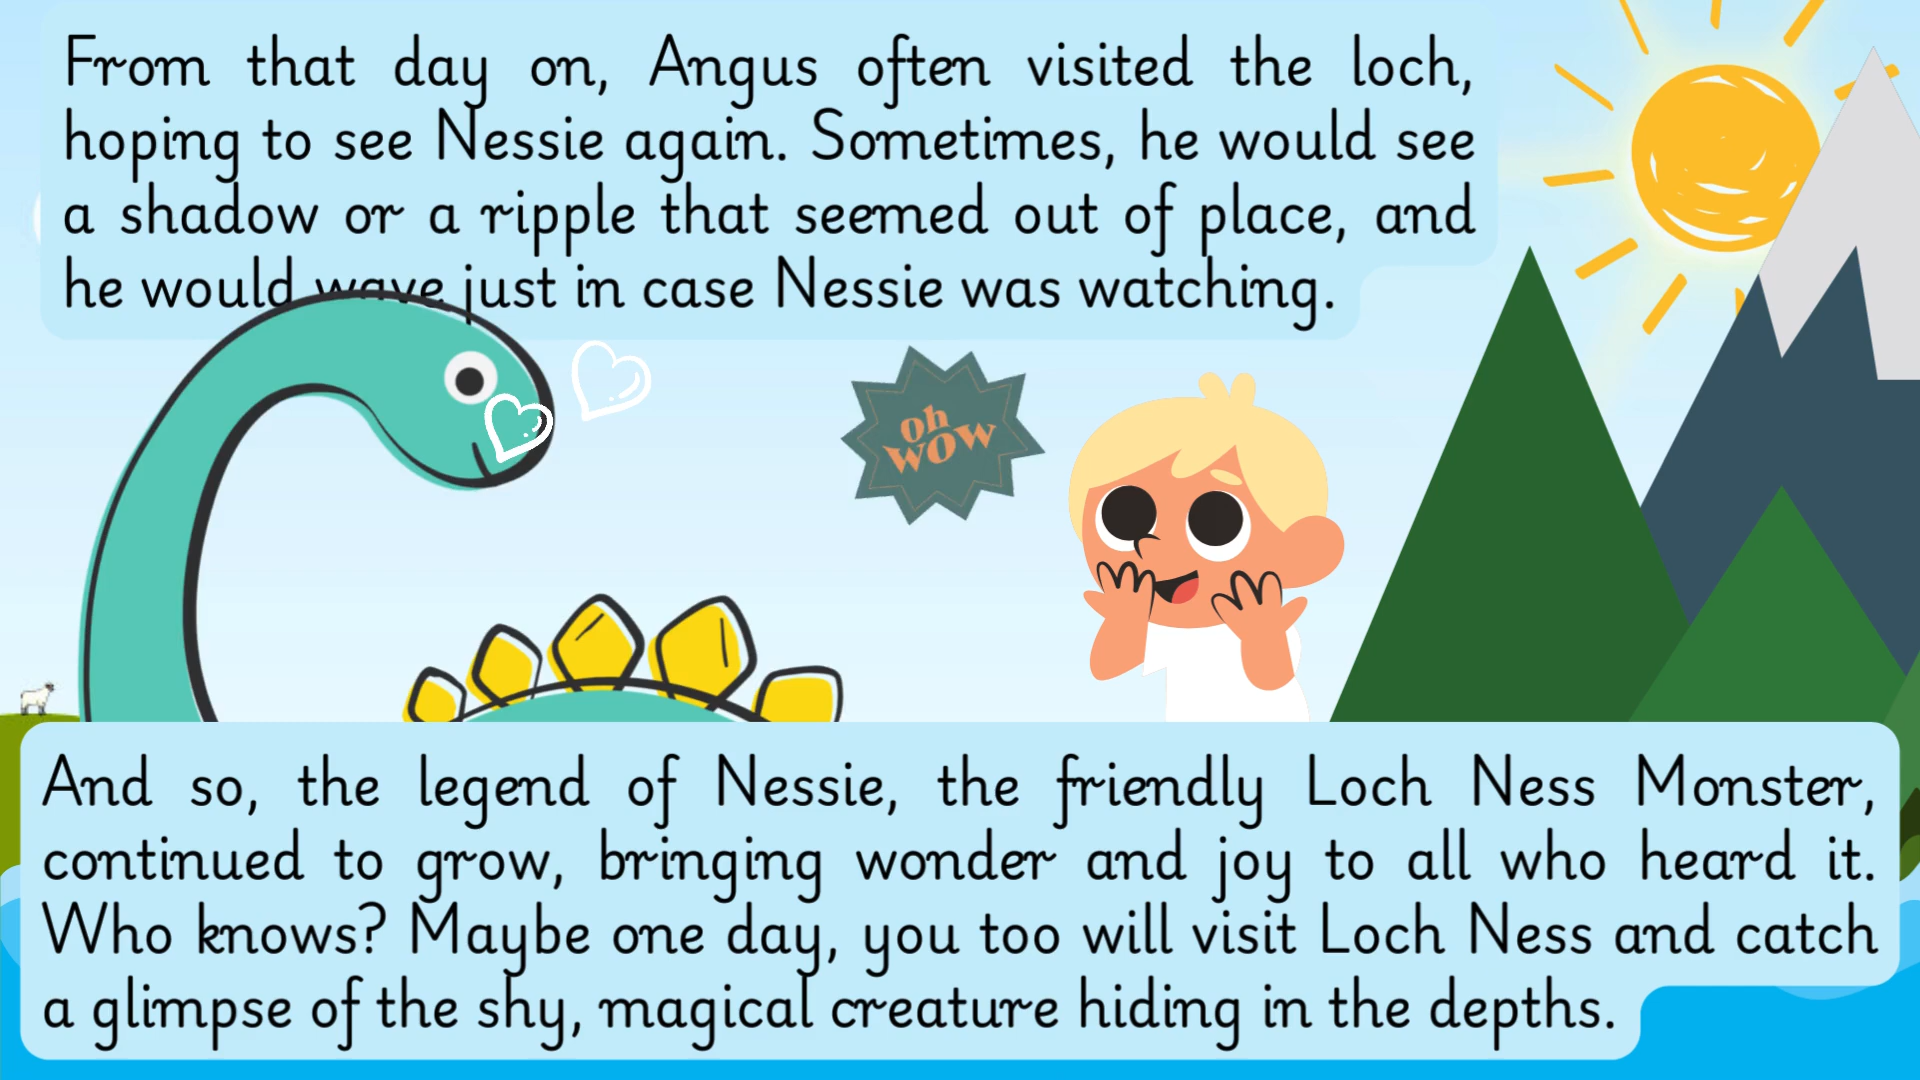 From that day on, Angus often visited the loch,
hoping to see Nessie again. Sometimes, he would see
a shadow or a ripple that seemed out of place, and
he would wave just in case Nessie was watching.
oh
wow
And so, the legend of Nessie, the friendly Loch Ness Monster,
continued to grow, bringing wonder and joy to all who heard it.
Who knows? Maybe one day, you too will visit Loch Ness and catch
a glimpse of the shy, magical creature hiding in the depths.